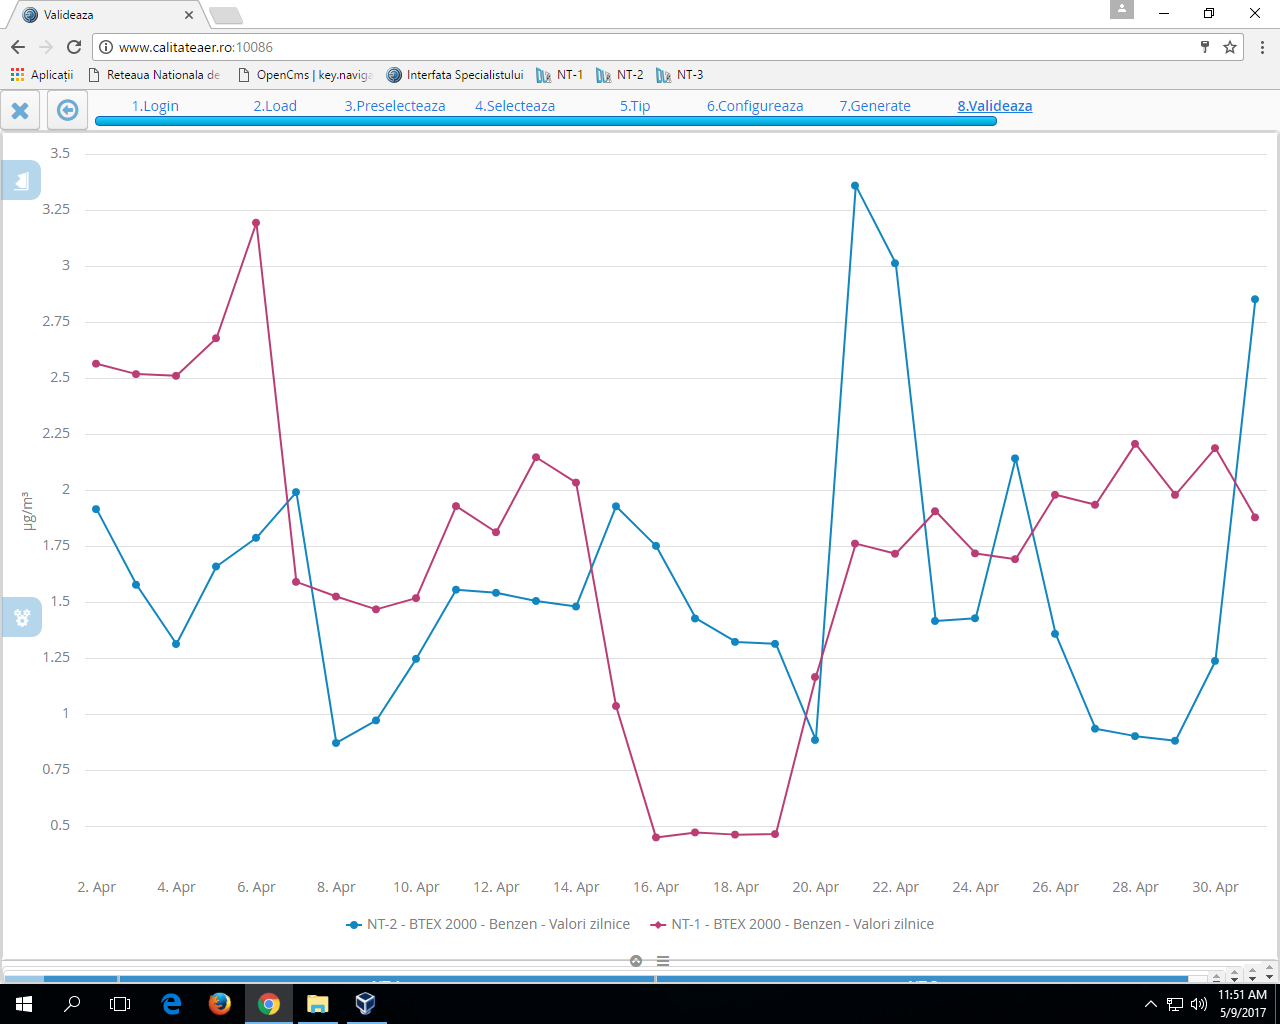 Valideaza
www.calitateaer.ro:10086
Aplicații
Reteaua Nationala de
OpenCms | key.naviga
Interfata Specialistului
NT-1
NT-2
NT-3
1.Login
2.Load
3.Preselecteaza
4.Selecteaza
5.Tip
6.Configureaza
7.Generate
8.Valideaza
3.5
3.25
3
2.75
2.5
2.25
2
1.75
1.5
1.25
1
0.75
0.5
µg/m³
2. Apr
4. Apr
6. Apr
8. Apr
10. Apr
12. Apr
14. Apr
16. Apr
18. Apr
20. Apr
22. Apr
24. Apr
26. Apr
28. Apr
30. Apr
NT-2 - BTEX 2000 - Benzen - Valori zilnice
NT-1 - BTEX 2000 - Benzen - Valori zilnice
11:51 AM
5/9/2017